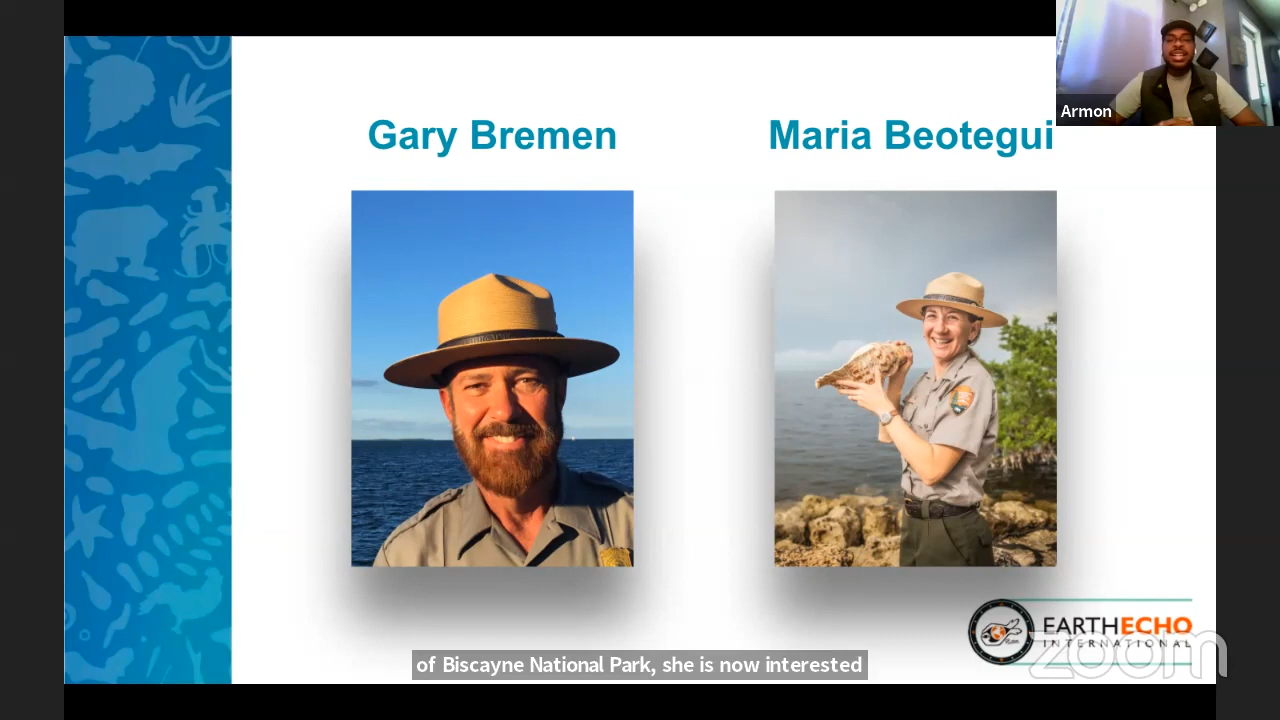 Armon
Gary Bremen
Maria Beotegui
EARTHECHO
INTERNATIONAL
zoom
of Biscayne National Park, she is now interested